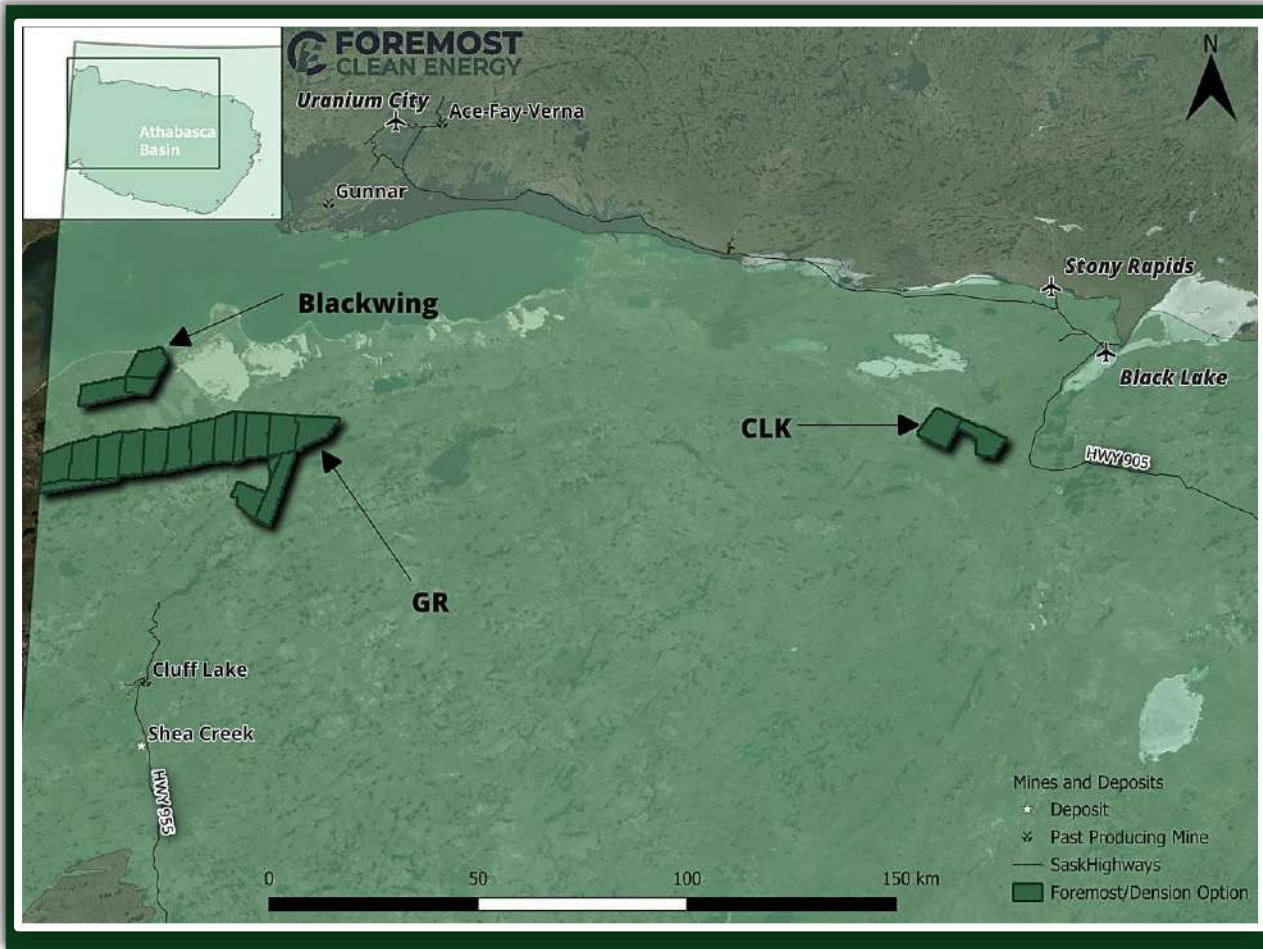 FOREMOST
CLEAN ENERGY
N
Uranium City
Ace-Fay-Verna
Athabasca
Basin
Gunnar
Stony Rapids
Blackwing
Black Lake
CLK
HWY 905
GR
Cluff Lake
Shea Creek
HWY 955
Mines and Deposits
Deposit
Past Producing Mine
SaskHighways
Foremost/Dension Option
0 50 100 150 km